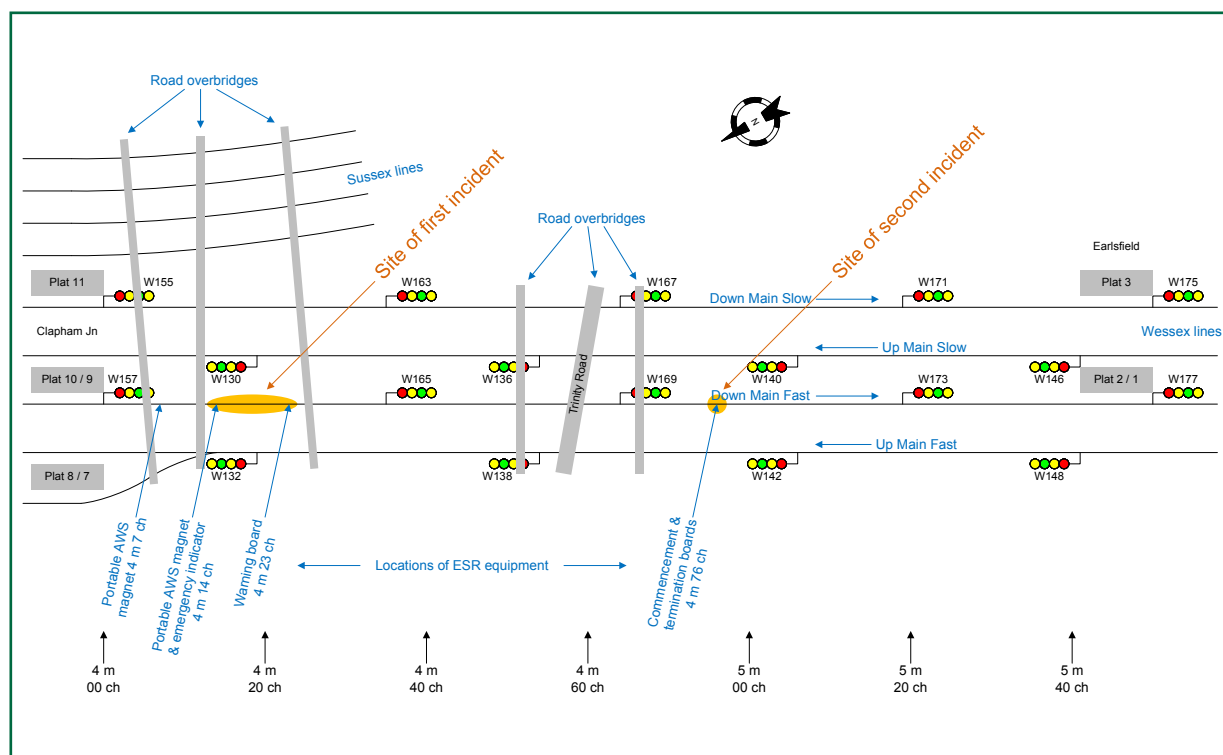 Road overbridges
N
Sussex lines
Site of first incident
Road overbridges
Site of second incident
Earlsfield
Plat 11
W155
W163
W167
Down Main Slow
W171
Plat 3
W175
Clapham Jn
Up Main Slow
Wessex lines
Plat 10 / 9
W157
W130
W165
W136
Trinity Road
W169
W140
Down Main Fast
W173
W146
Plat 2 / 1
W177
Up Main Fast
Plat 8 / 7
W132
W138
W142
W148
Portable AWS
magnet 4 m 7 ch
Portable AWS magnet
& emergency indicator
4 m 14 ch
Warning board
4 m 23 ch
Locations of ESR equipment
Commencement &
termination boards
4 m 76 ch
4 m
00 ch
4 m
20 ch
4 m
40 ch
4 m
60 ch
5 m
00 ch
5 m
20 ch
5 m
40 ch